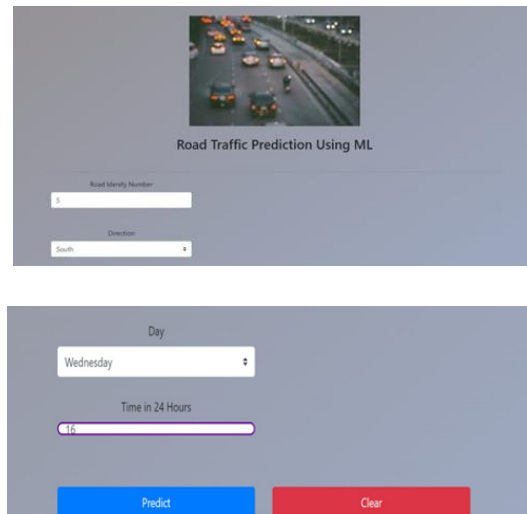 Road Traffic Prediction Using ML
Road Idenity Number
5
Direction
South
Day
Wednesday
Time in 24 Hours
16
Predict
Clear